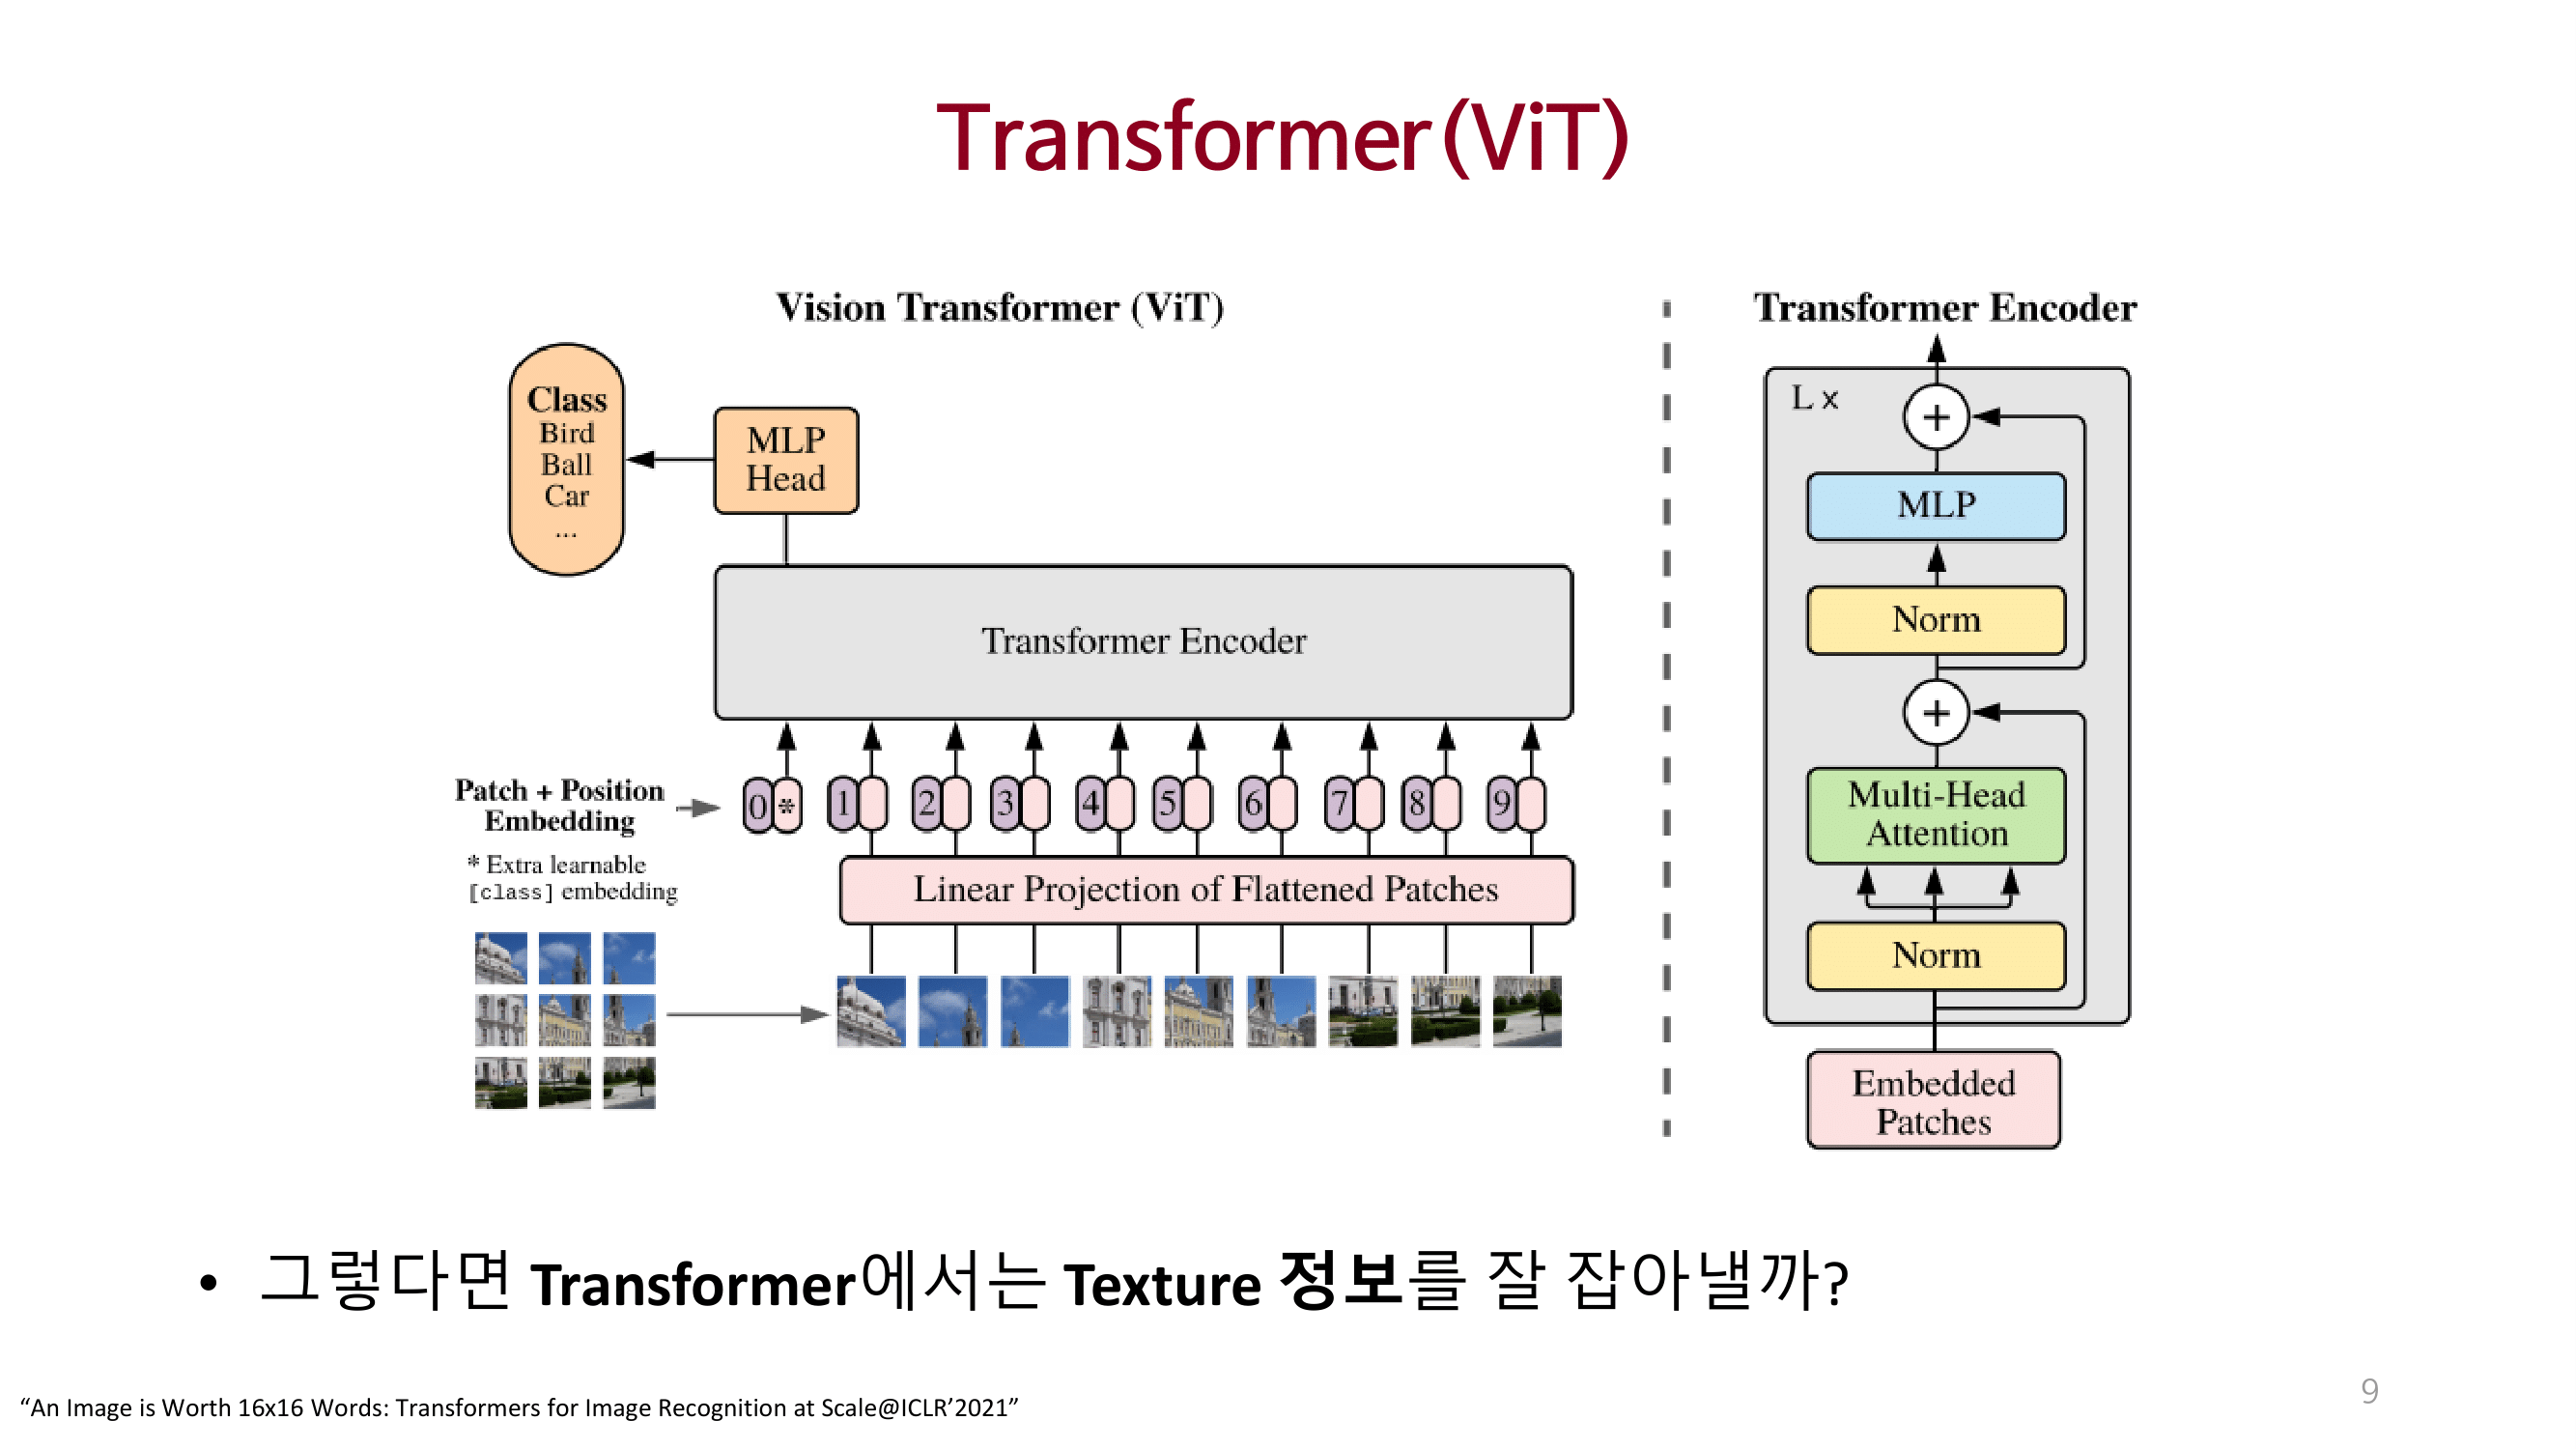 Transformer(ViT)
Vision Transformer (ViT)
Class
Bird
Ball
Car
...
MLP
Head
Transformer Encoder
Patch + Position
Embedding
* Extra learnable
[class] embedding
0 * 1 2 3 4 5 6 7 8 9
Linear Projection of Flattened Patches
Transformer Encoder
L x
+
MLP
Norm
+
Multi-Head
Attention
Norm
Embedded
Patches
• 그렇다면 Transformer에서는 Texture 정보를 잘 잡아낼까?
“An Image is Worth 16x16 Words: Transformers for Image Recognition at Scale@ICLR’2021”
9